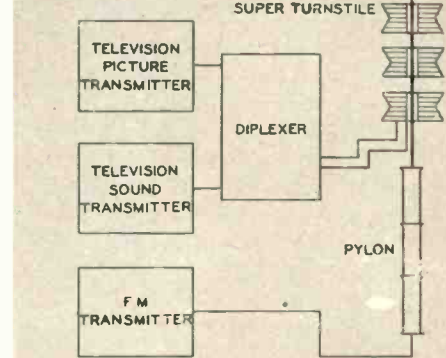 SUPER TURNSTILE
TELEVISION
PICTURE
TRANSMITTER
DIPLEXER
TELEVISION
SOUND
TRANSMITTER
PYLON
F M
TRANSMITTER